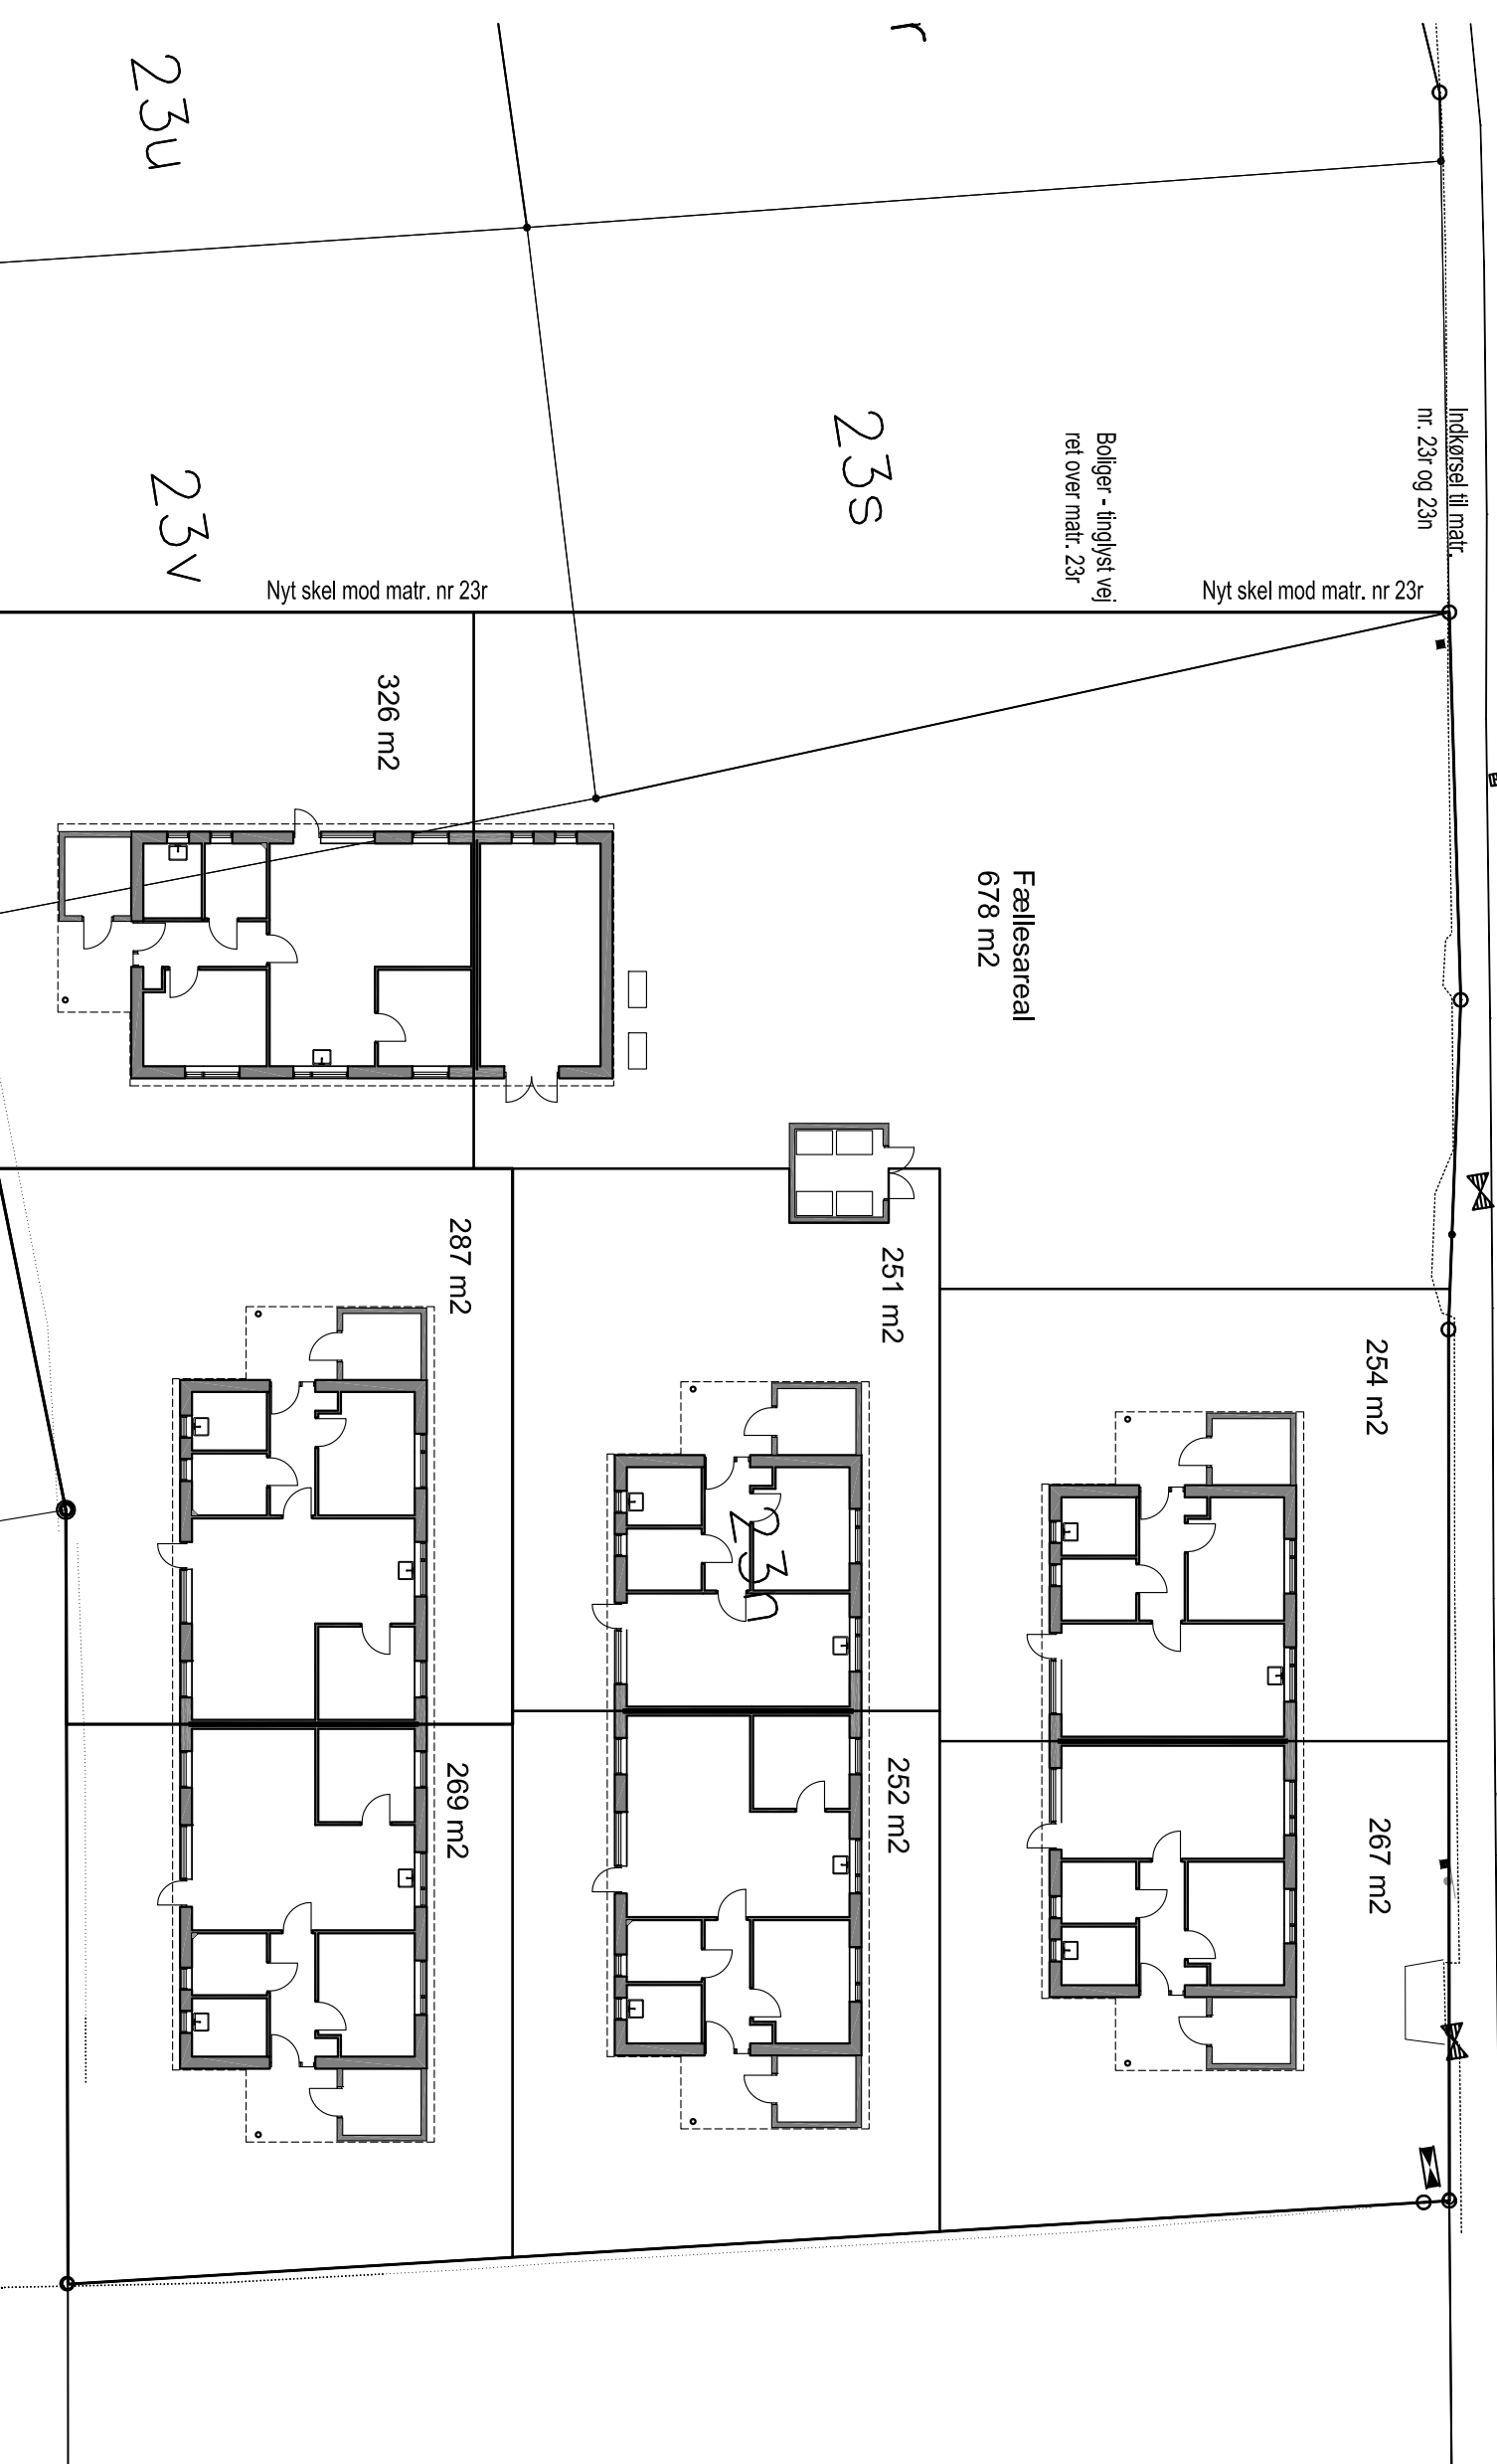 r
23u
23s
23v
Indkørsel til matr.
nr. 23r og 23n
Boliger - tinglyst vej
ret over matr. 23r
Nyt skel mod matr. nr 23r
Nyt skel mod matr. nr 23r
326 m2
Fællesareal
678 m2
287 m2
251 m2
254 m2
23n
269 m2
252 m2
267 m2